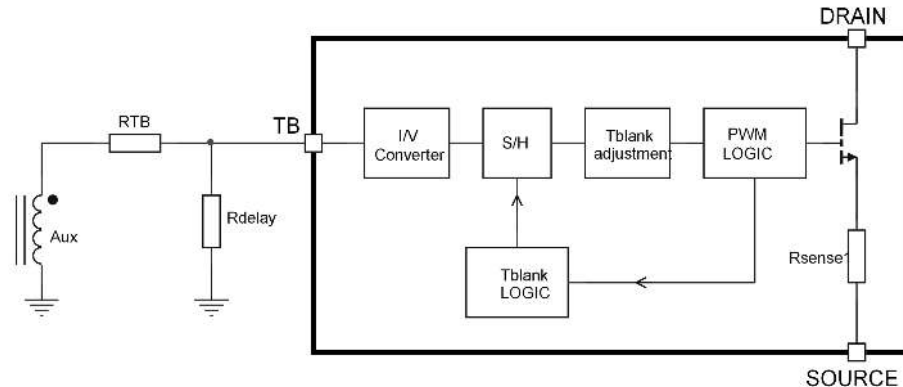 DRAIN
RTB
TB
I/V
Converter
S/H
Tblank
adjustment
PWM
LOGIC
Aux
Rdelay
Tblank
LOGIC
Rsense
SOURCE